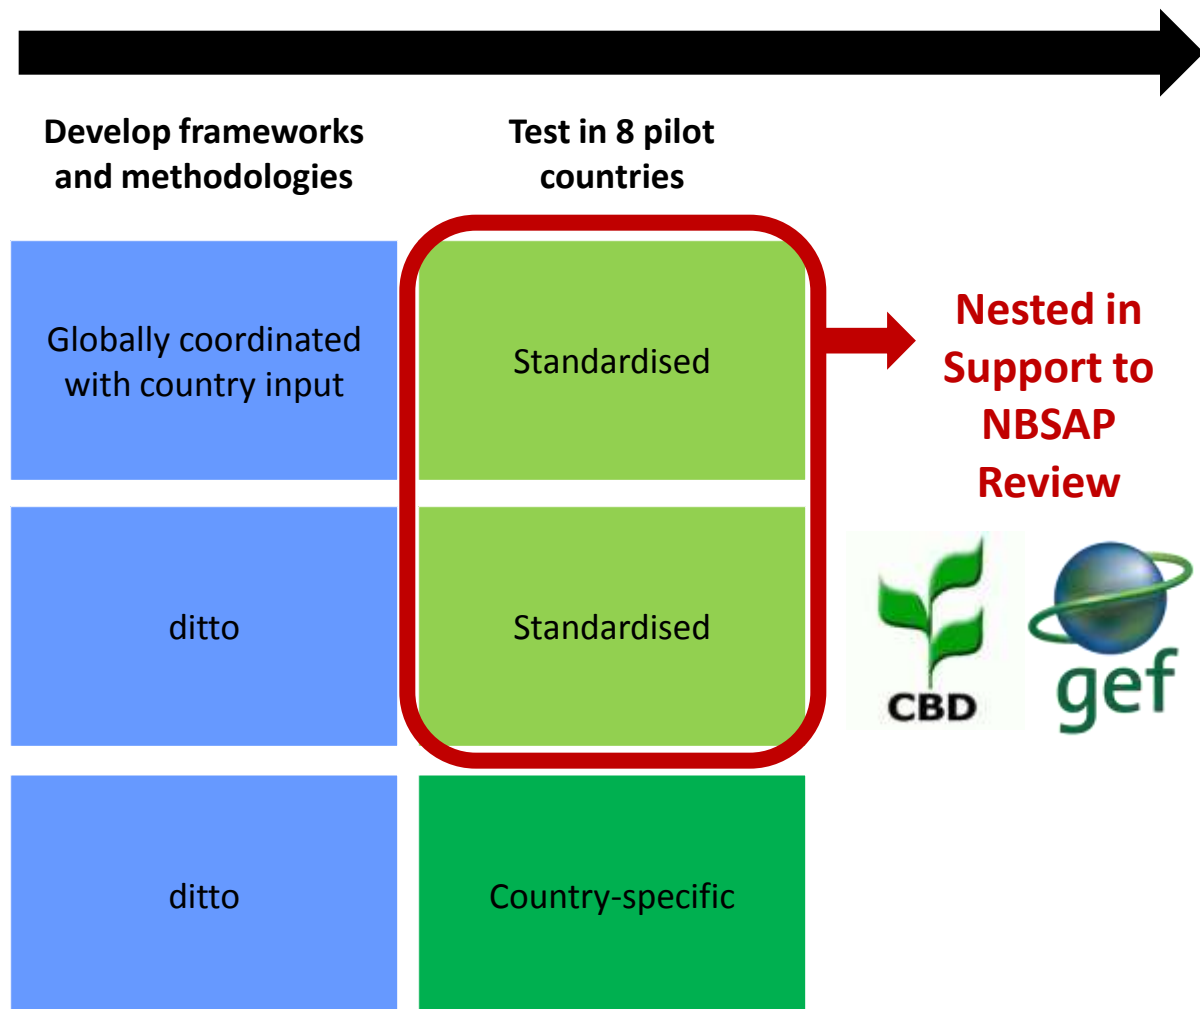 Develop frameworks
and methodologies
Test in 8 pilot
countries
Globally coordinated
with country input
Standardised
Nested in
Support to
NBSAP
Review
ditto
Standardised
CBD
gef
ditto
Country-specific